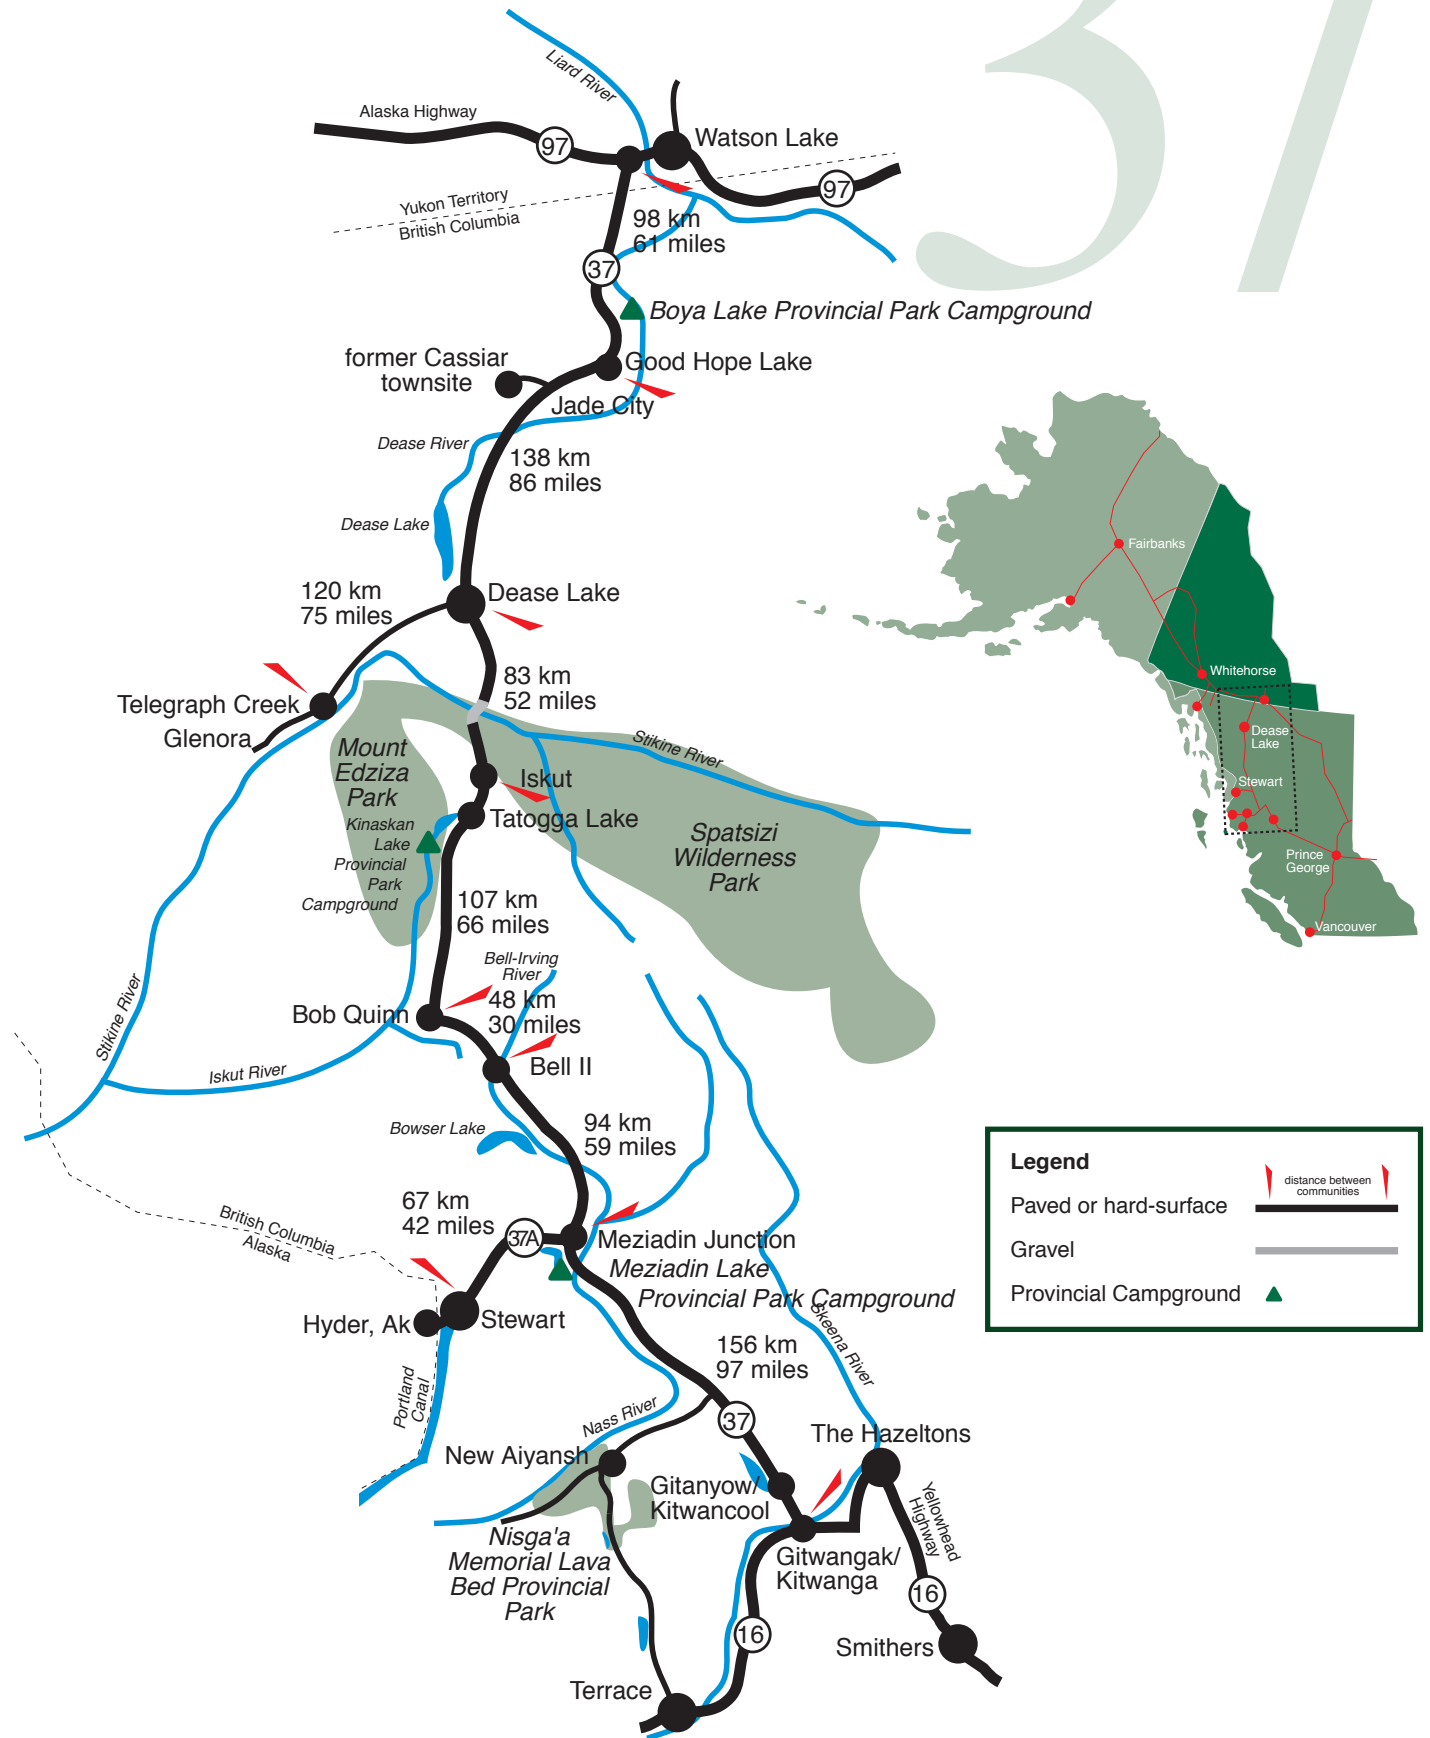 37
Liard River
Alaska Highway
97
Watson Lake
97
Yukon Territory
British Columbia
98 km
61 miles
37
Boya Lake Provincial Park Campground
former Cassiar
townsite
Good Hope Lake
Jade City
Dease River
138 km
86 miles
Dease Lake
120 km
75 miles
Dease Lake
83 km
52 miles
Telegraph Creek
Glenora
Mount
Edziza
Park
Stikine River
Iskut
Tatogga Lake
Kinaskan
Lake
Provincial
Park
Campground
Spatsizi
Wilderness
Park
107 km
66 miles
Bell-Irving
River
48 km
30 miles
Bob Quinn
Stikine River
Bell II
Iskut River
Bowser Lake
94 km
59 miles
67 km
42 miles
British Columbia
Alaska
37A
Meziadin Junction
Meziadin Lake
Provincial Park Campground
Hyder, Ak
Stewart
Skeena River
156 km
97 miles
Portland
Canal
Nass River
37
The Hazeltons
New Aiyansh
Gitanyow/
Kitwancool
Yellowhead
Highway
Nisga'a
Memorial Lava
Bed Provincial
Park
Gitwangak/
Kitwanga
16
16
Smithers
Terrace
Fairbanks
Whitehorse
Dease
Lake
Stewart
Prince
George
Vancouver
Legend
distance between
communities
Paved or hard-surface
Gravel
Provincial Campground